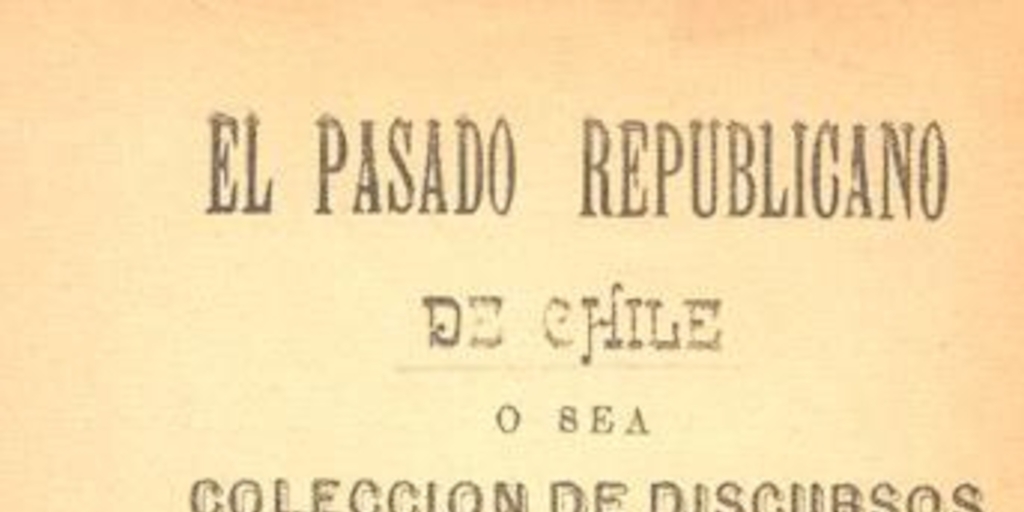 EL PASADO REPUBLICANO
DE CHILE
O SEA
COLECCION DE DISCURSOS